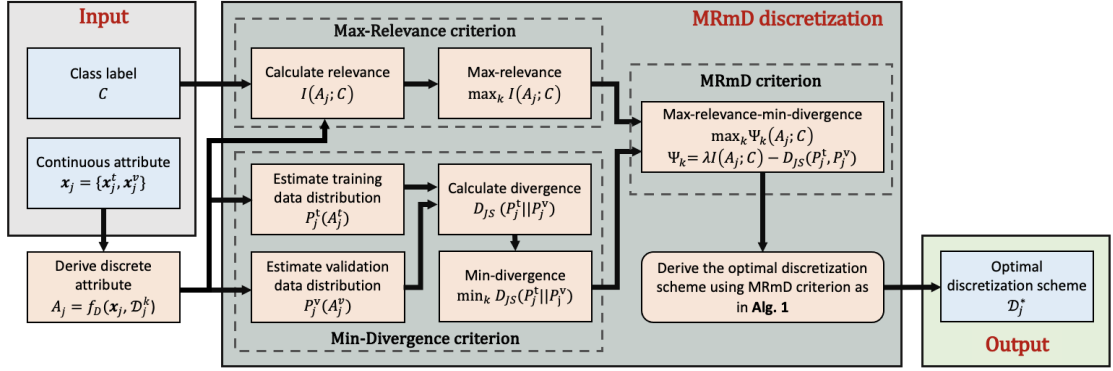 Input
Class label
C
Continuous attribute
𝒙_j = {𝒙_j^t, 𝒙_j^v}
Derive discrete
attribute
A_j = f_D(𝒙_j, 𝒟_j^k)
MRmD discretization
Max-Relevance criterion
Calculate relevance
I(A_j; C)
Max-relevance
max_k I(A_j; C)
Estimate training
data distribution
P_j^t(A_j^t)
Estimate validation
data distribution
P_j^v(A_j^v)
Calculate divergence
D_JS (P_j^t||P_j^v)
Min-divergence
min_k D_JS(P_j^t||P_j^v)
Min-Divergence criterion
MRmD criterion
Max-relevance-min-divergence
max_k Ψ_k(A_j; C)
Ψ_k = λI(A_j; C) − D_JS(P_j^t, P_j^v)
Derive the optimal discretization
scheme using MRmD criterion as
in Alg. 1
Optimal
discretization scheme
𝒟_j^*
Output